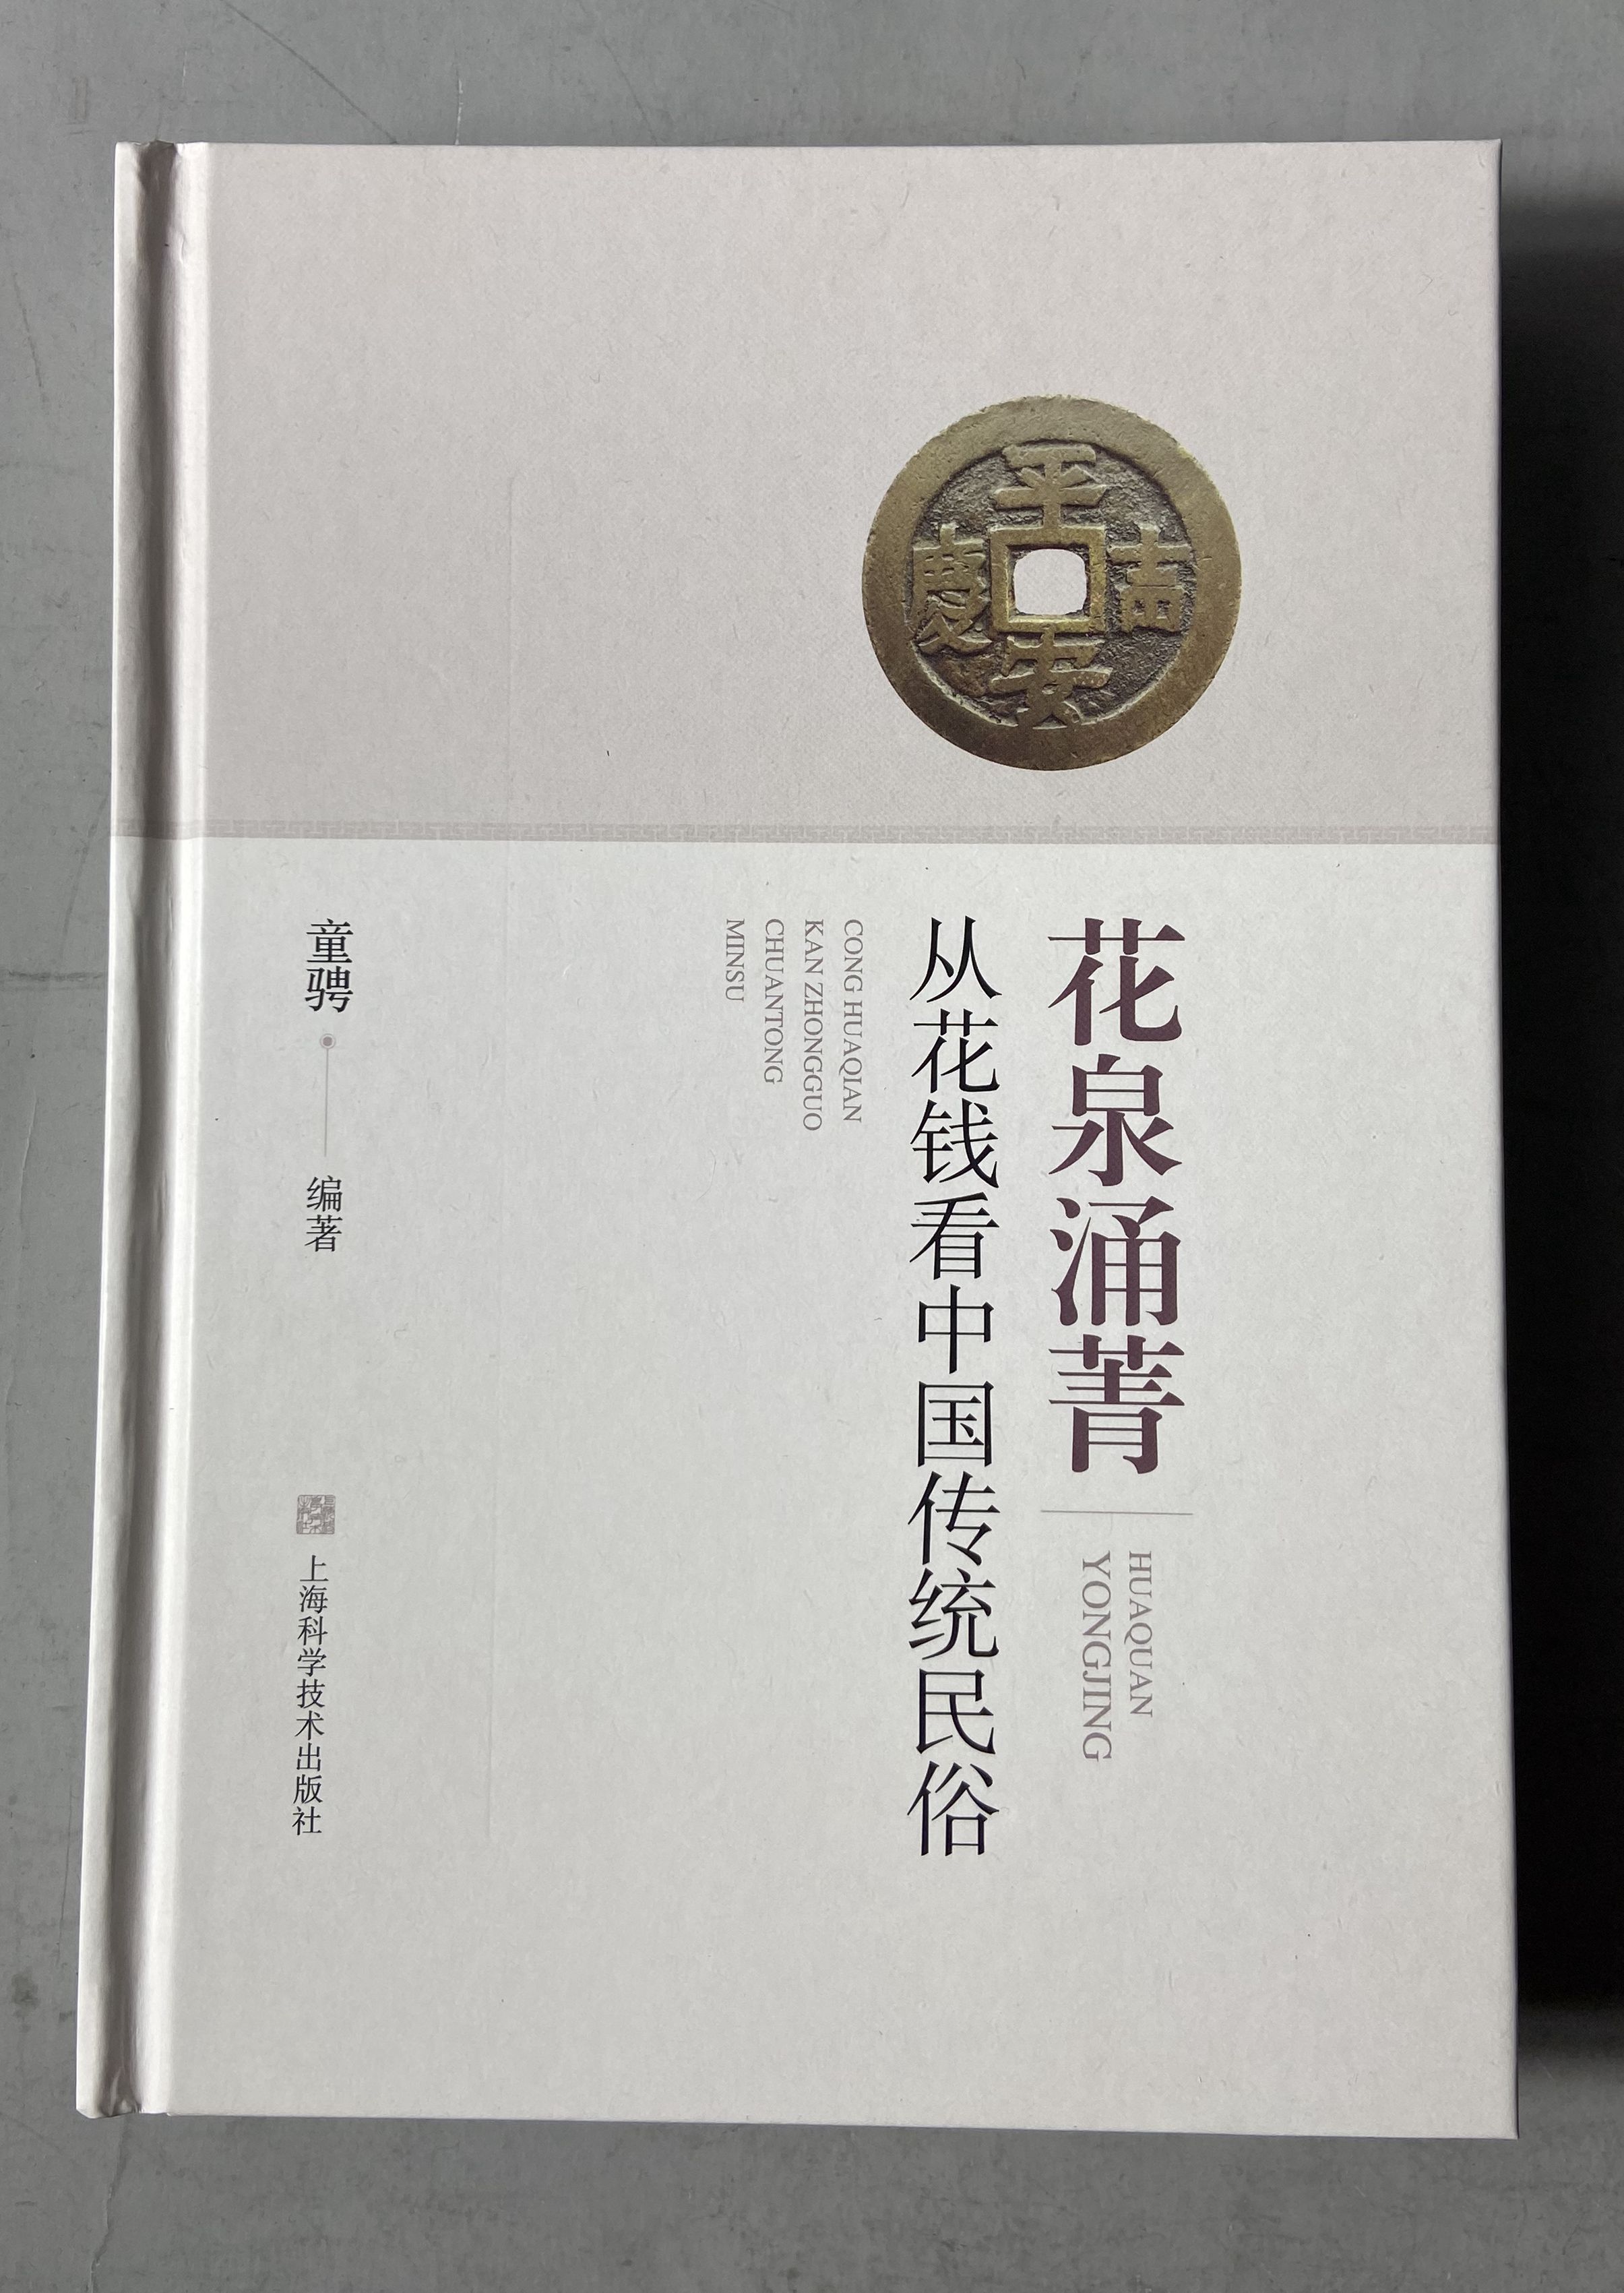 平安
慶
花泉涌菁
HUAQUAN
YONGJING
从花钱看中国传统民俗
CONG HUAQIAN
KAN ZHONGGUO
CHUANTONG
MINSU
童骋 编著
上海科学技术出版社